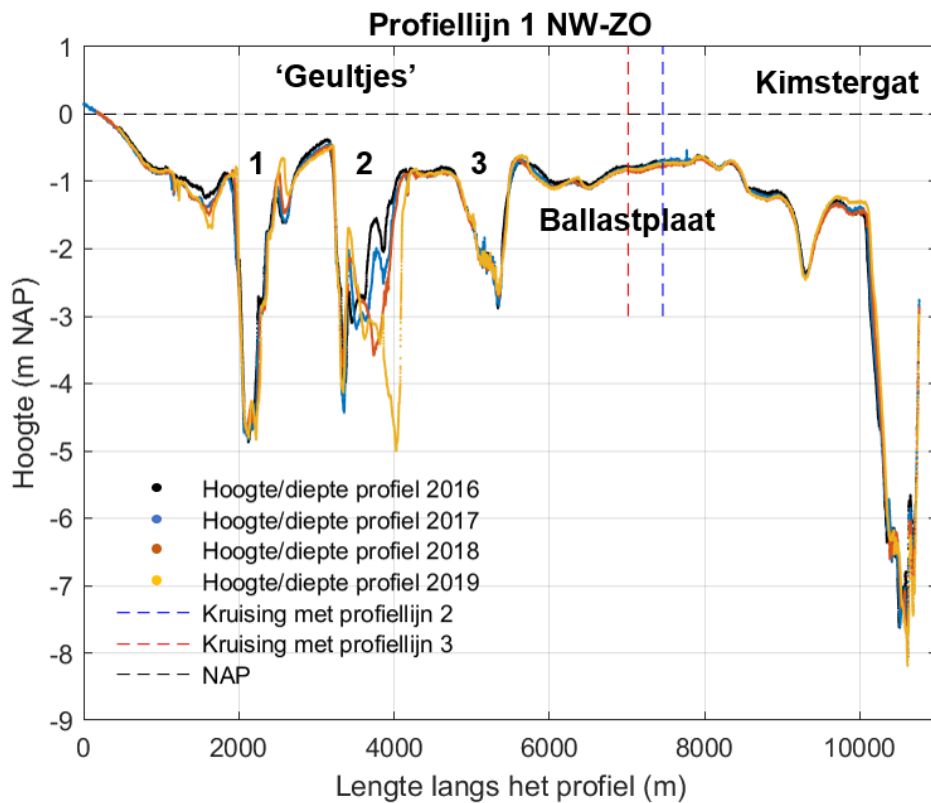 Profiellijn 1 NW-ZO
1
0
-1
-2
-3
-4
-5
-6
-7
-8
-9
Hoogte (m NAP)
‘Geultjes’
Kimstergat
1
2
3
Ballastplaat
Hoogte/diepte profiel 2016
Hoogte/diepte profiel 2017
Hoogte/diepte profiel 2018
Hoogte/diepte profiel 2019
Kruising met profiellijn 2
Kruising met profiellijn 3
NAP
0 2000 4000 6000 8000 10000
Lengte langs het profiel (m)